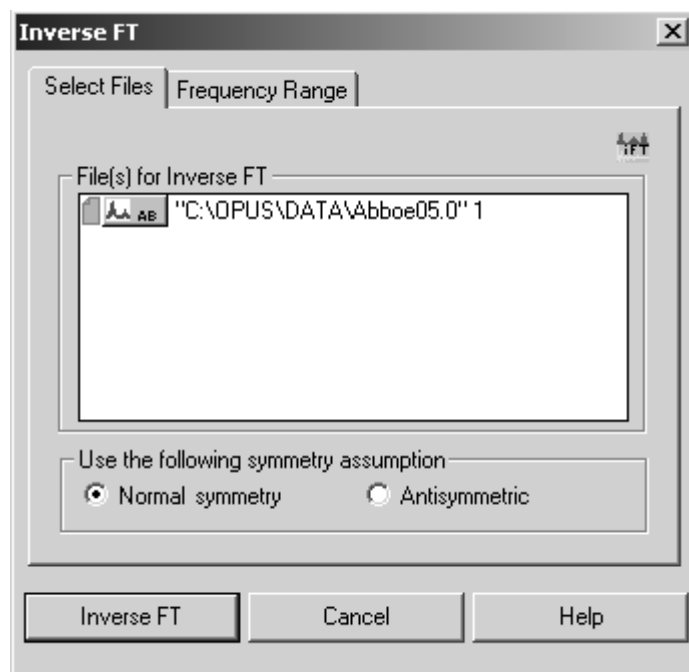 Inverse FT
Select Files
Frequency Range
iFT
File(s) for Inverse FT
AB "C:\OPUS\DATA\Abboe05.0" 1
Use the following symmetry assumption
Normal symmetry
Antisymmetric
Inverse FT
Cancel
Help